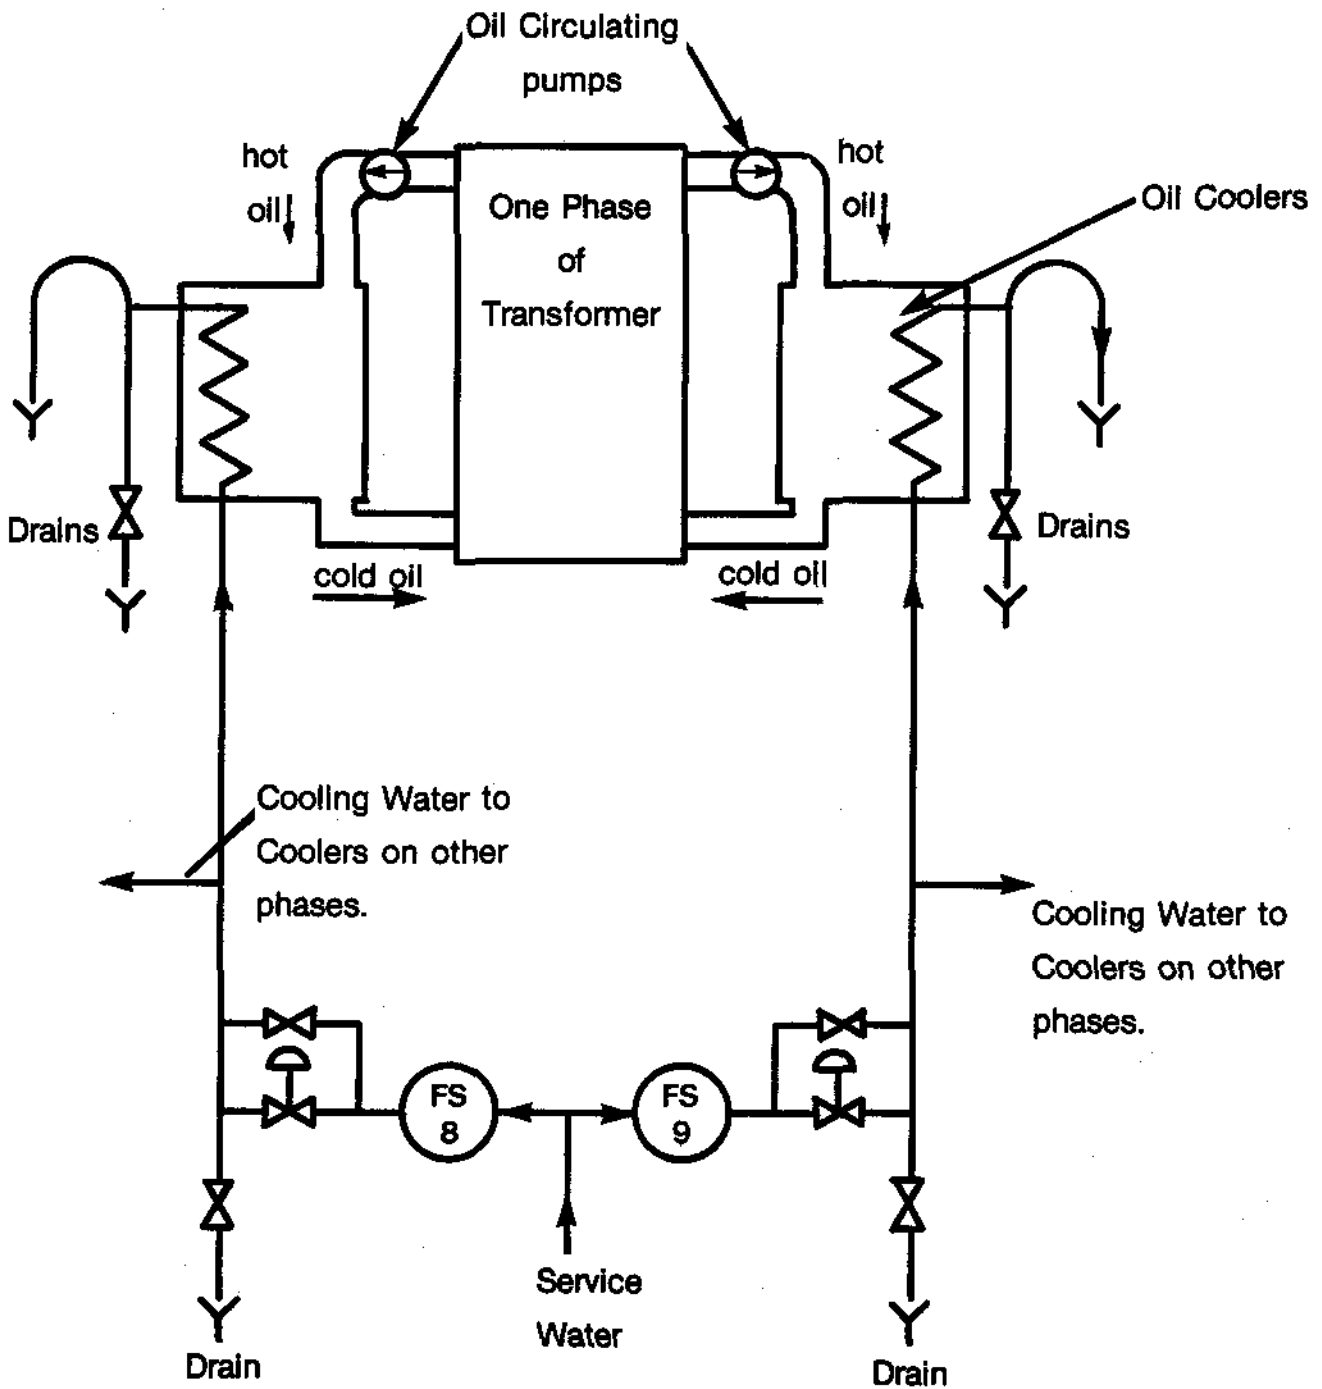 Oil Circulating
pumps
hot
oil
hot
oil
Oil Coolers
One Phase
of
Transformer
Drains
Drains
cold oil
cold oil
Cooling Water to
Coolers on other
phases.
Cooling Water to
Coolers on other
phases.
FS
8
FS
9
Service
Water
Drain
Drain